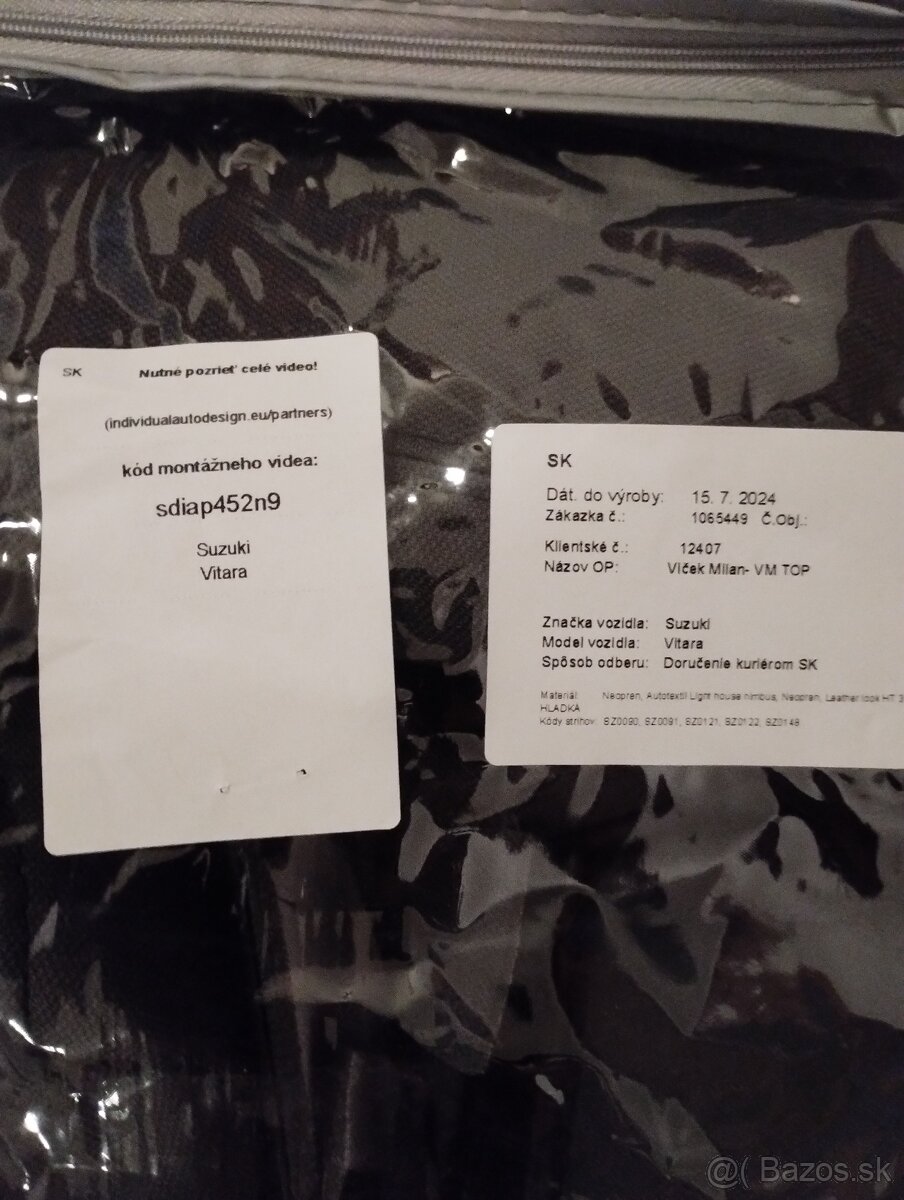 SK Nutné pozrieť celé video!
(individualautodesign.eu/partners)
kód montážneho videa:
sdiap452n9
Suzuki
Vitara
SK
Dát. do výroby: 15. 7. 2024
Zákazka č.: 1065449 Č.Obj.:
Klientské č.: 12407
Názov OP: Vlček Milan- VM TOP
Značka vozidla: Suzuki
Model vozidla: Vitara
Spôsob odberu: Doručenie kuriérom SK
Materiál: Neopren, Autotextil Light house nimbus, Neopren, Leather look HT 3
HLADKÁ
Kódy strihov: SZ0090, SZ0091, SZ0121, SZ0122, SZ0148
@( Bazos.sk